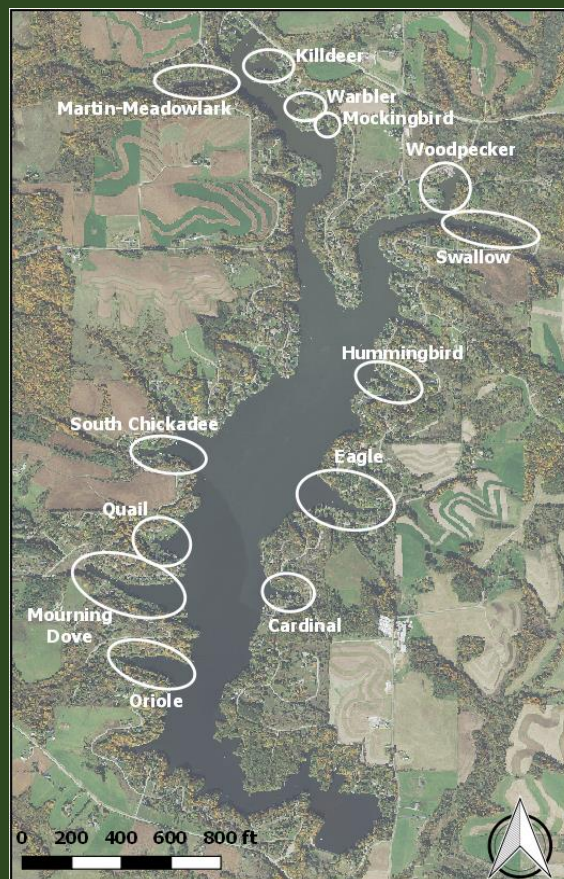 Killdeer
Martin-Meadowlark
Warbler
Mockingbird
Woodpecker
Swallow
Hummingbird
South Chickadee
Eagle
Quail
Mourning
Dove
Cardinal
Oriole
0 200 400 600 800 ft